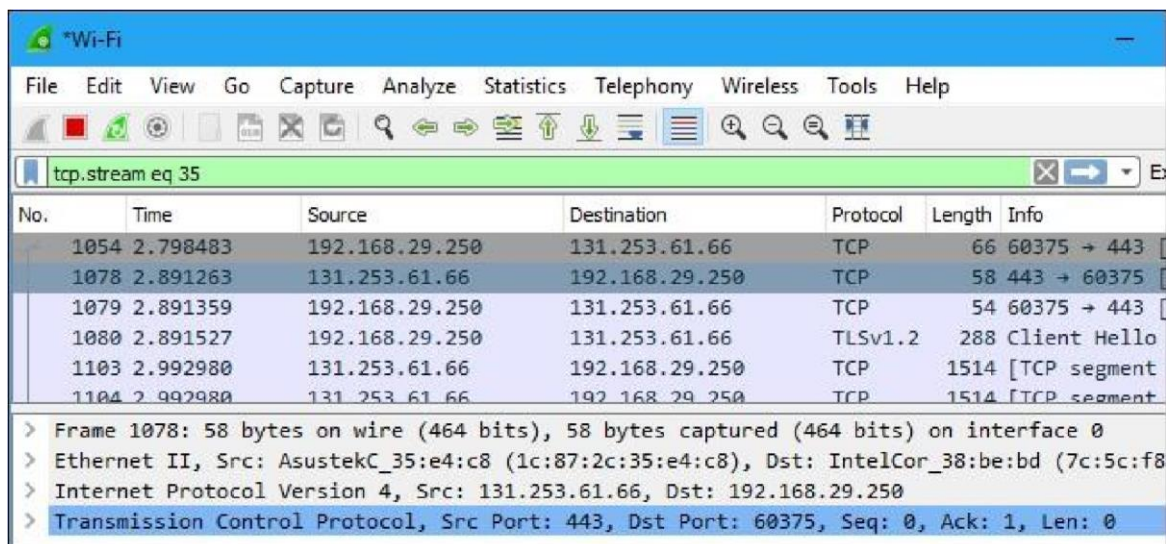 *Wi-Fi
File Edit View Go Capture Analyze Statistics Telephony Wireless Tools Help
tcp.stream eq 35
No. Time Source Destination Protocol Length Info
1054 2.798483 192.168.29.250 131.253.61.66 TCP 66 60375 → 443 [
1078 2.891263 131.253.61.66 192.168.29.250 TCP 58 443 → 60375 [
1079 2.891359 192.168.29.250 131.253.61.66 TCP 54 60375 → 443 [
1080 2.891527 192.168.29.250 131.253.61.66 TLSv1.2 288 Client Hello
1103 2.992980 131.253.61.66 192.168.29.250 TCP 1514 [TCP segment
1104 2.992980 131.253.61.66 192.168.29.250 TCP 1514 [TCP segment
> Frame 1078: 58 bytes on wire (464 bits), 58 bytes captured (464 bits) on interface 0
> Ethernet II, Src: AsustekC_35:e4:c8 (1c:87:2c:35:e4:c8), Dst: IntelCor_38:be:bd (7c:5c:f8
> Internet Protocol Version 4, Src: 131.253.61.66, Dst: 192.168.29.250
> Transmission Control Protocol, Src Port: 443, Dst Port: 60375, Seq: 0, Ack: 1, Len: 0